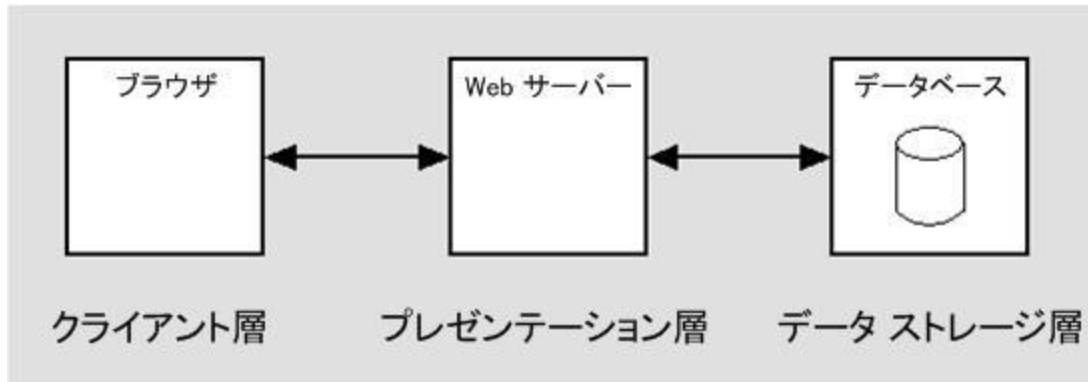 ブラウザ
Web サーバー
データベース
クライアント層
プレゼンテーション層
データ ストレージ層